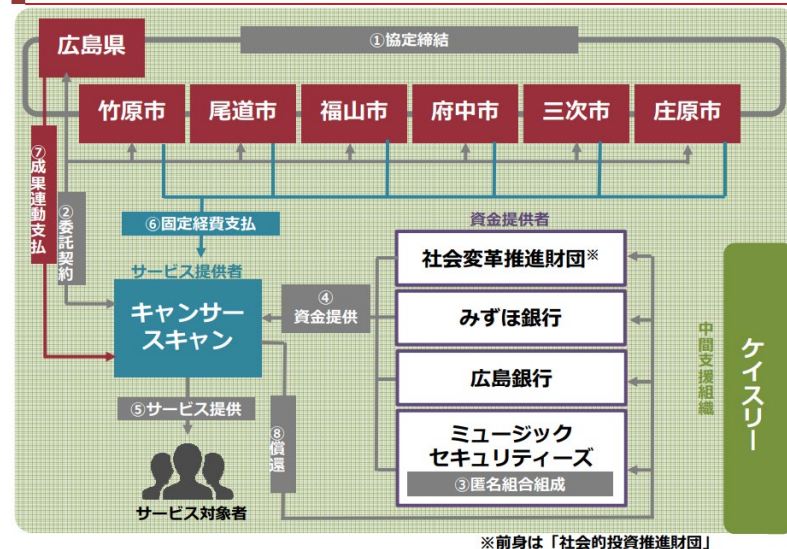 広島県
①協定締結
竹原市
尾道市
福山市
府中市
三次市
庄原市
⑦成果連動支払
②委託契約
⑥固定経費支払
サービス提供者
キャンサー
スキャン
④
資金提供
資金提供者
社会変革推進財団※
みずほ銀行
広島銀行
ミュージック
セキュリティーズ
③匿名組合組成
中間支援組織
ケイスリー
⑤サービス提供
⑧償還
サービス対象者
※前身は「社会的投資推進財団」